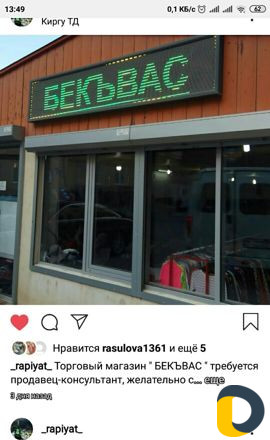 13:49
0,1 КБ/с 62
Киргу ТД
БЕКЪВАС
Нравится rasulova1361 и ещё 5
_rapiyat_ Торговый магазин " БЕКЪВАС " требуется
продавец-консультант, желательно с... еще
3 дня назад
_rapiyat_